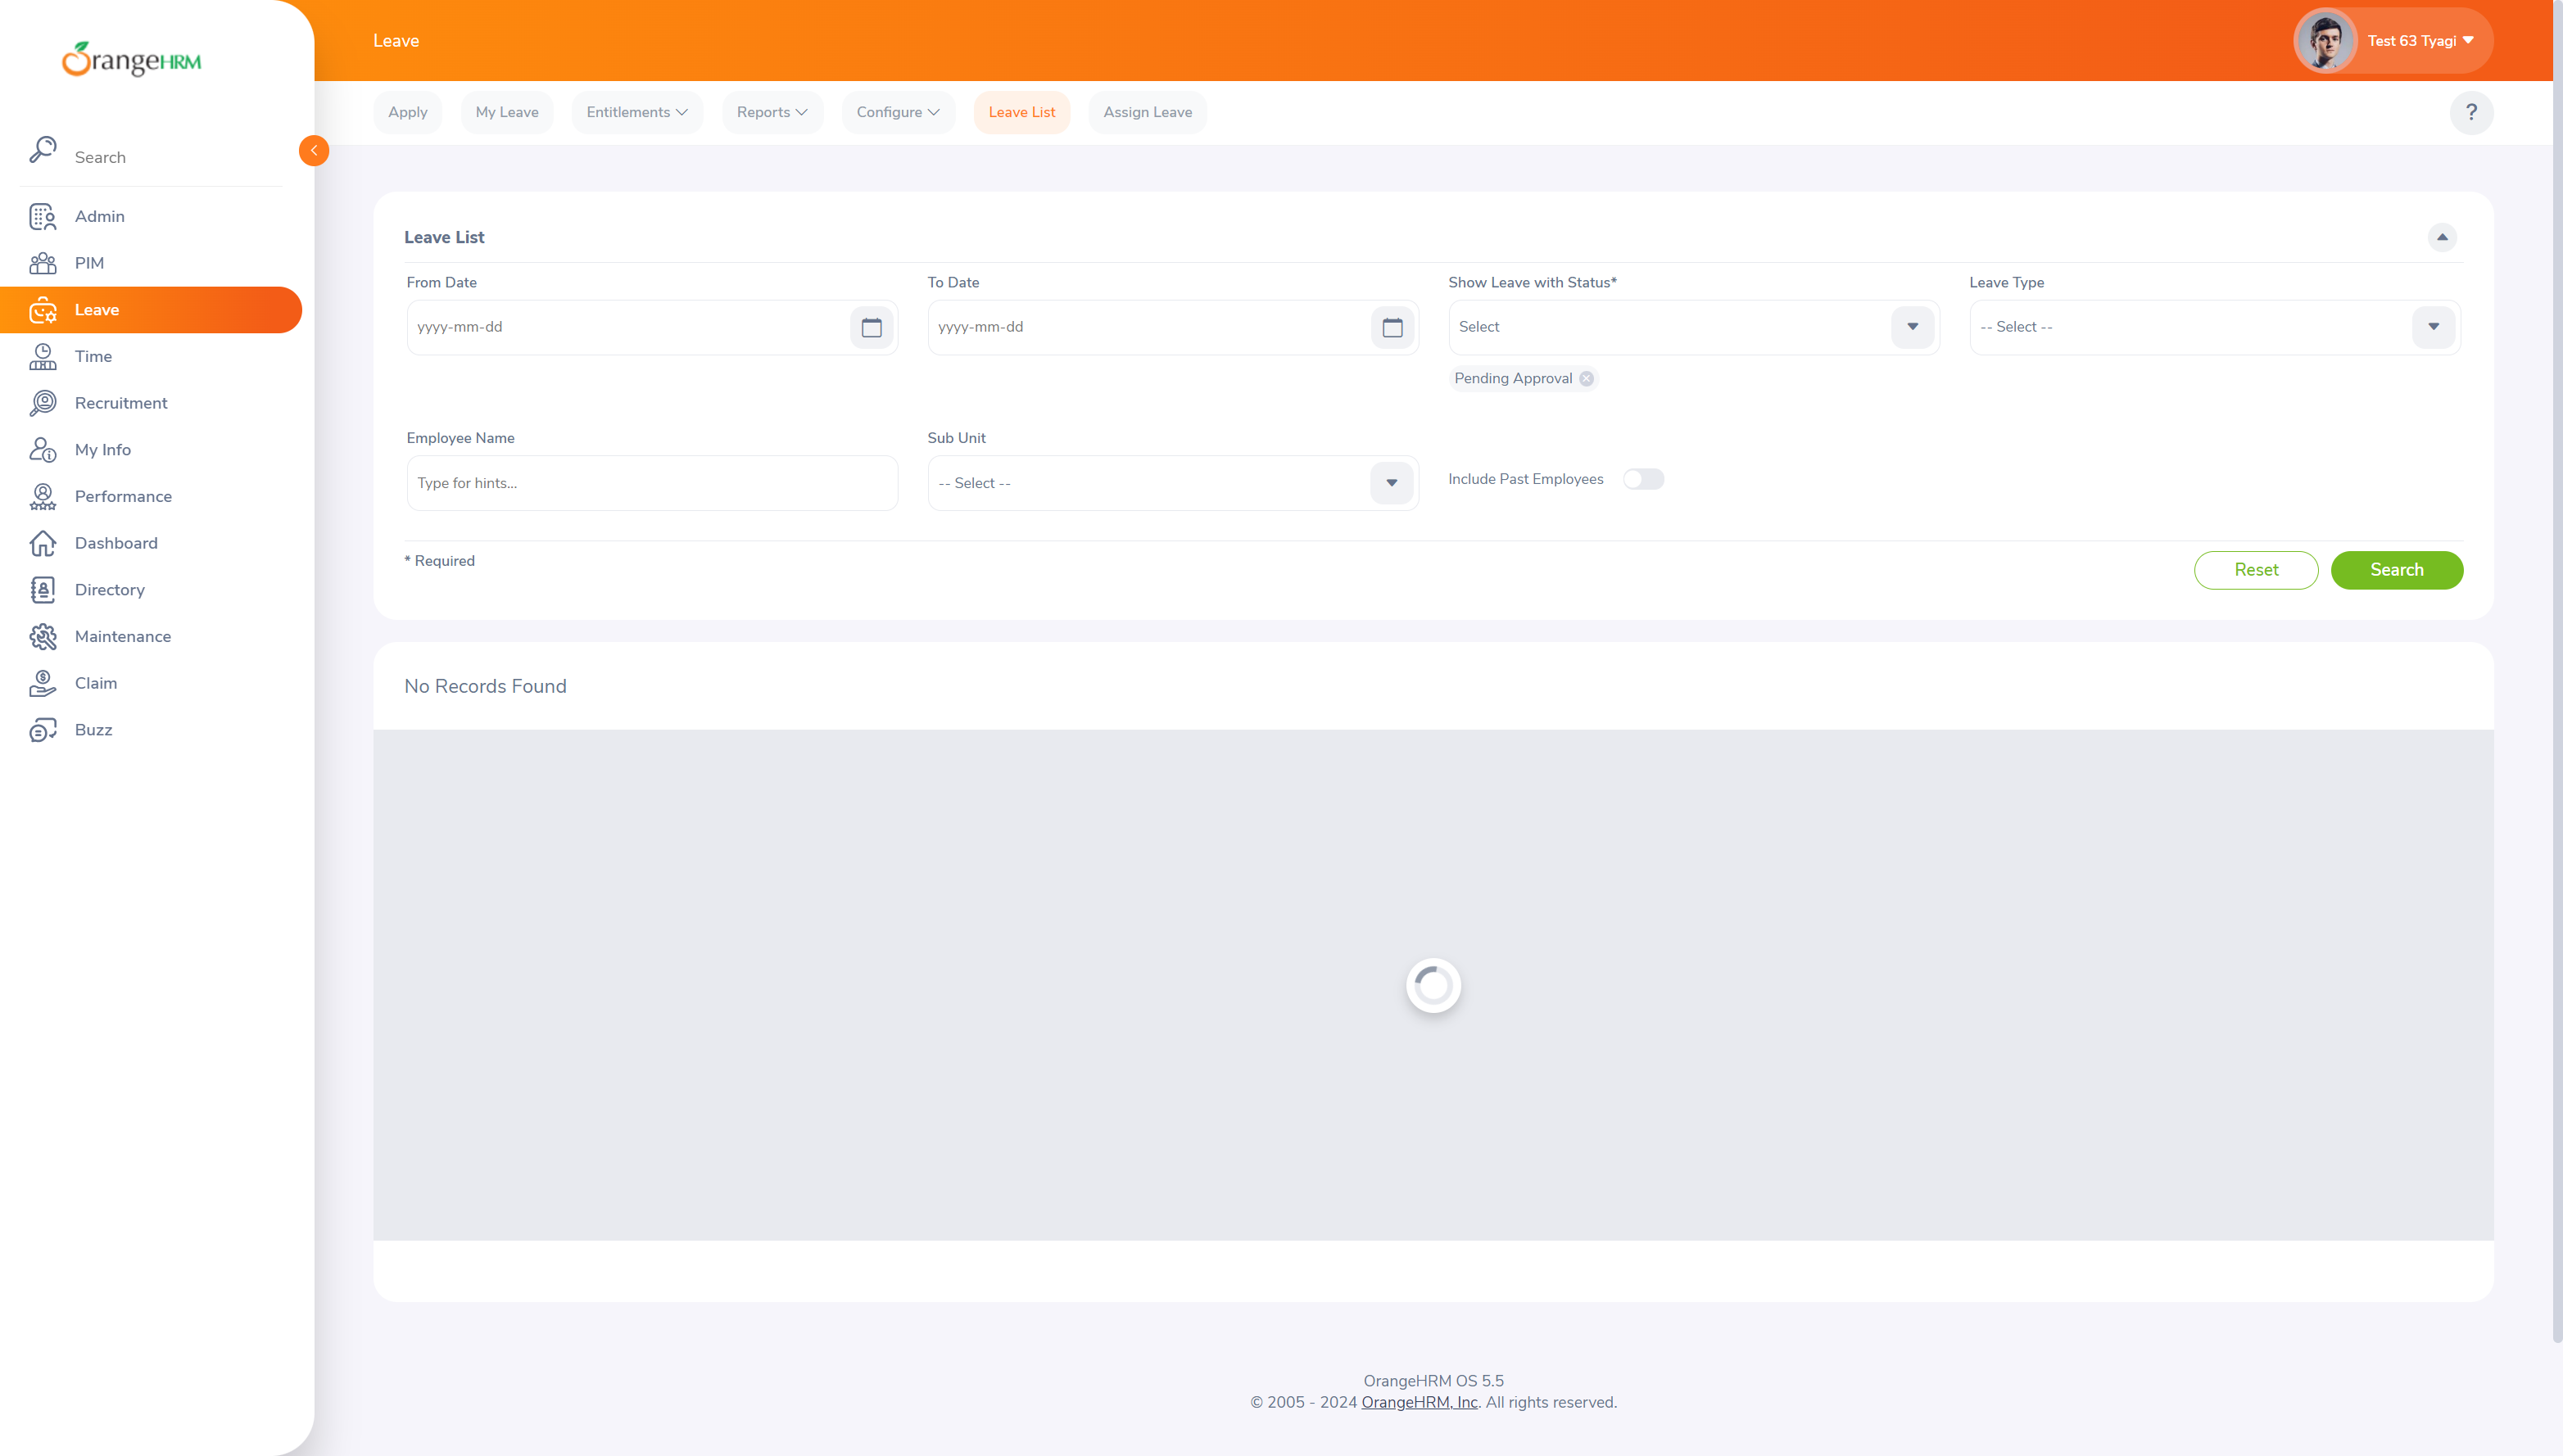 OrangeHRM
Leave
Test 63 Tyagi
Apply
My Leave
Entitlements
Reports
Configure
Leave List
Assign Leave
?
Search
Admin
PIM
Leave
Time
Recruitment
My Info
Performance
Dashboard
Directory
Maintenance
Claim
Buzz
Leave List
From Date
To Date
Show Leave with Status*
Leave Type
yyyy-mm-dd
yyyy-mm-dd
Select
-- Select --
Pending Approval
Employee Name
Sub Unit
Type for hints...
-- Select --
Include Past Employees
* Required
Reset
Search
No Records Found
OrangeHRM OS 5.5
© 2005 - 2024 OrangeHRM, Inc. All rights reserved.